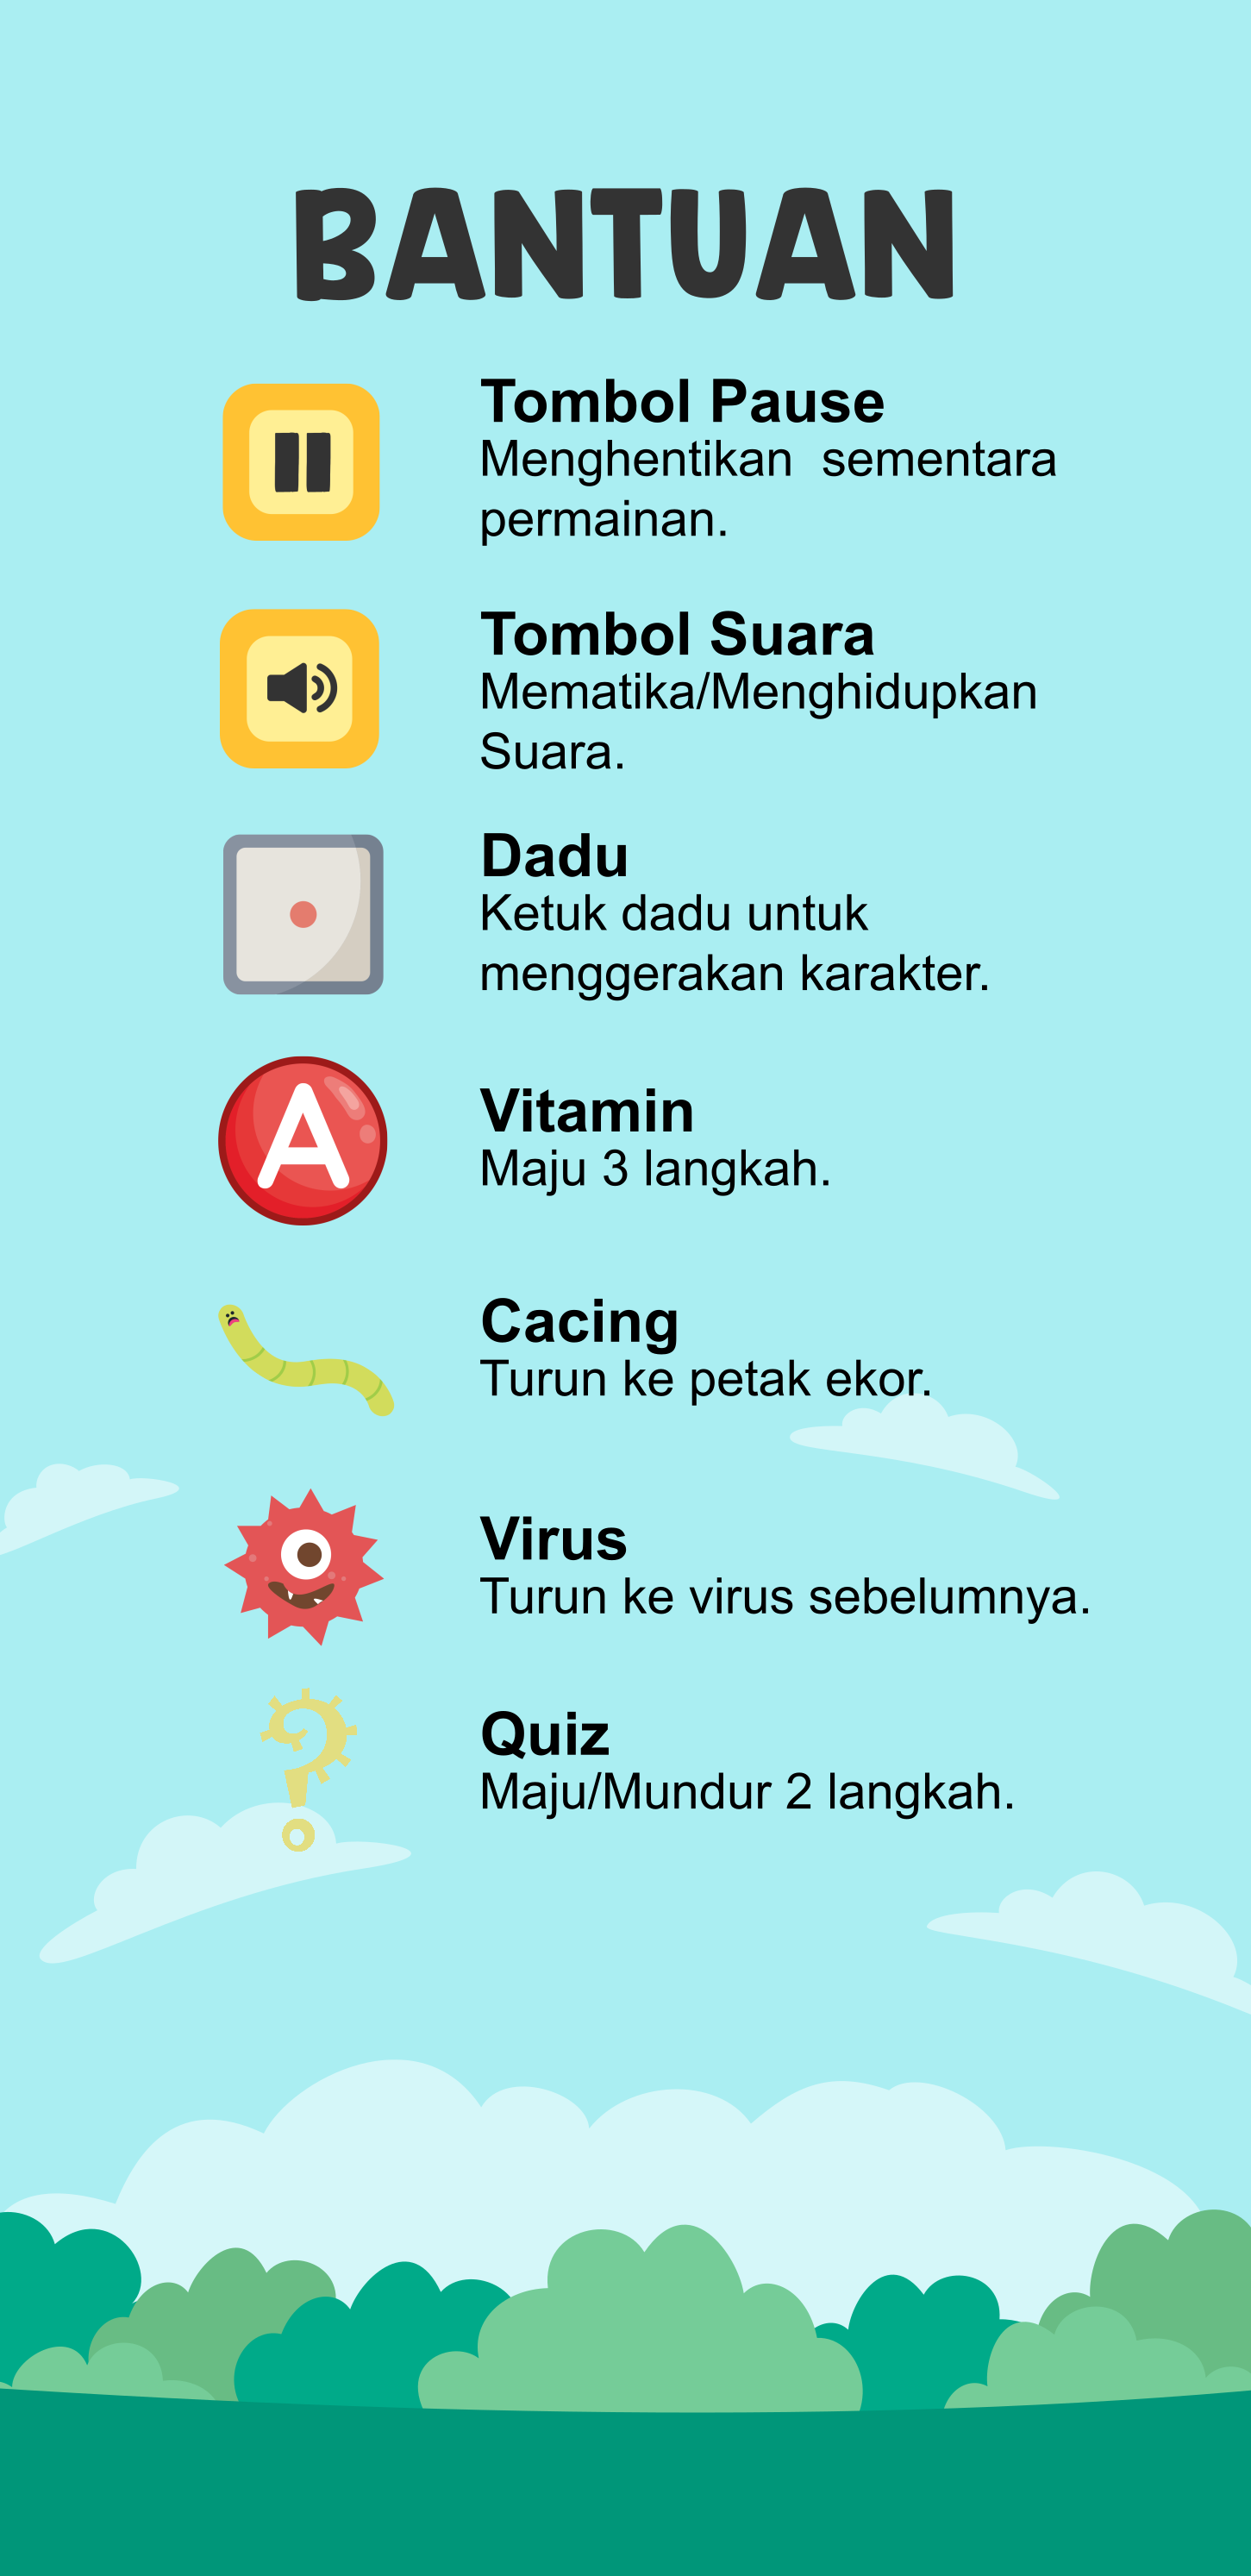 BANTUAN
Tombol Pause
Menghentikan  sementara
permainan.
Tombol Suara
Mematika/Menghidupkan
Suara.
Dadu
Ketuk dadu untuk
menggerakan karakter.
A
Vitamin
Maju 3 langkah.
Cacing
Turun ke petak ekor.
Virus
Turun ke virus sebelumnya.
?
Quiz
Maju/Mundur 2 langkah.